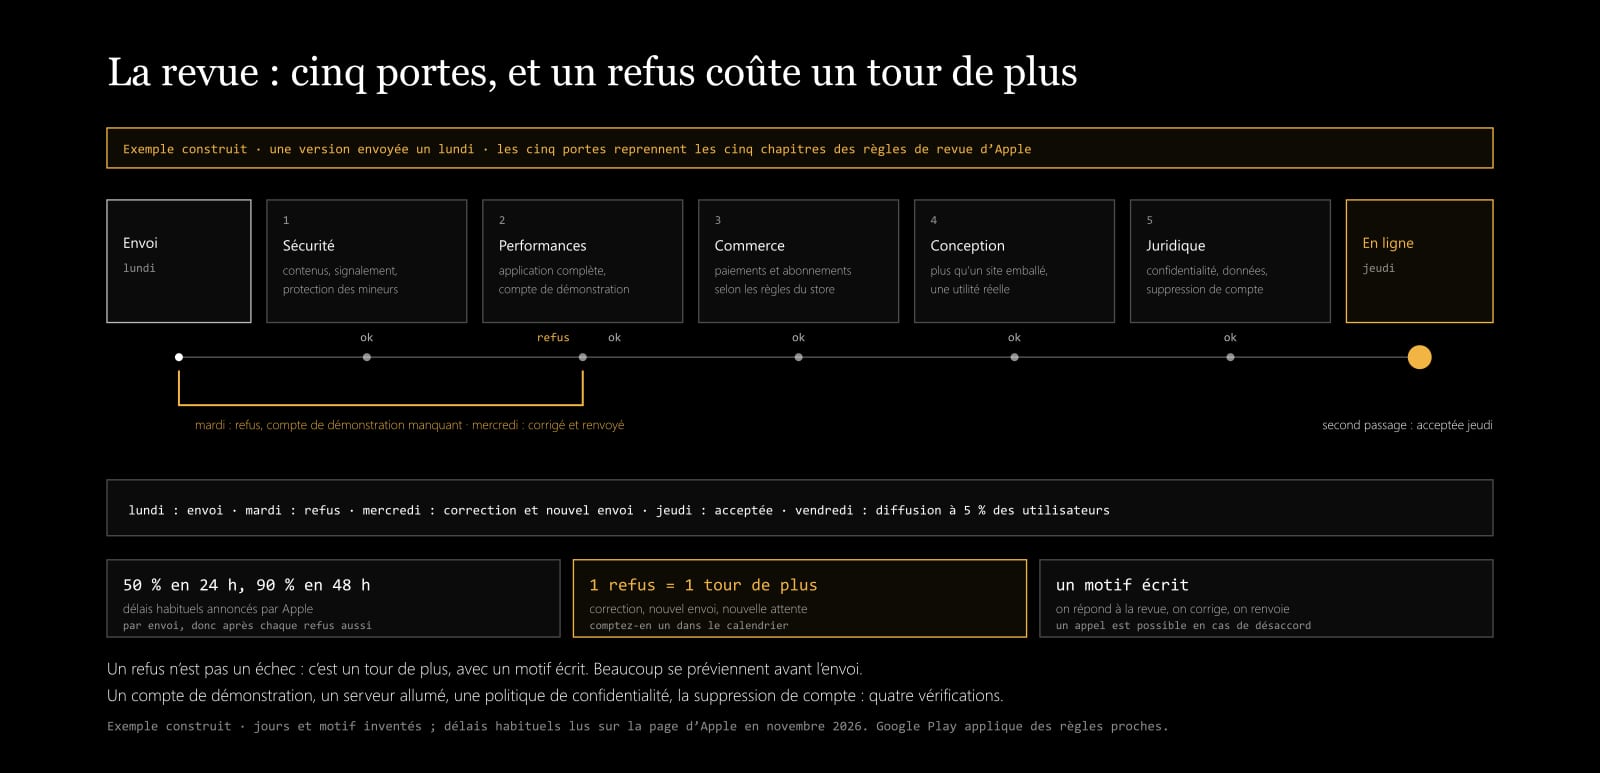 La revue : cinq portes, et un refus coûte un tour de plus
Exemple construit · une version envoyée un lundi · les cinq portes reprennent les cinq chapitres des règles de revue d’Apple
Envoi
lundi
1
Sécurité
contenus, signalement,
protection des mineurs
2
Performances
application complète,
compte de démonstration
3
Commerce
paiements et abonnements
selon les règles du store
4
Conception
plus qu’un site emballé,
une utilité réelle
5
Juridique
confidentialité, données,
suppression de compte
En ligne
jeudi
ok
refus
ok
ok
ok
ok
mardi : refus, compte de démonstration manquant · mercredi : corrigé et renvoyé
second passage : acceptée jeudi
lundi : envoi · mardi : refus · mercredi : correction et nouvel envoi · jeudi : acceptée · vendredi : diffusion à 5 % des utilisateurs
50 % en 24 h, 90 % en 48 h
délais habituels annoncés par Apple
par envoi, donc après chaque refus aussi
1 refus = 1 tour de plus
correction, nouvel envoi, nouvelle attente
comptez-en un dans le calendrier
un motif écrit
on répond à la revue, on corrige, on renvoie
un appel est possible en cas de désaccord
Un refus n’est pas un échec : c’est un tour de plus, avec un motif écrit. Beaucoup se préviennent avant l’envoi.
Un compte de démonstration, un serveur allumé, une politique de confidentialité, la suppression de compte : quatre vérifications.
Exemple construit · jours et motif inventés ; délais habituels lus sur la page d’Apple en novembre 2026. Google Play applique des règles proches.